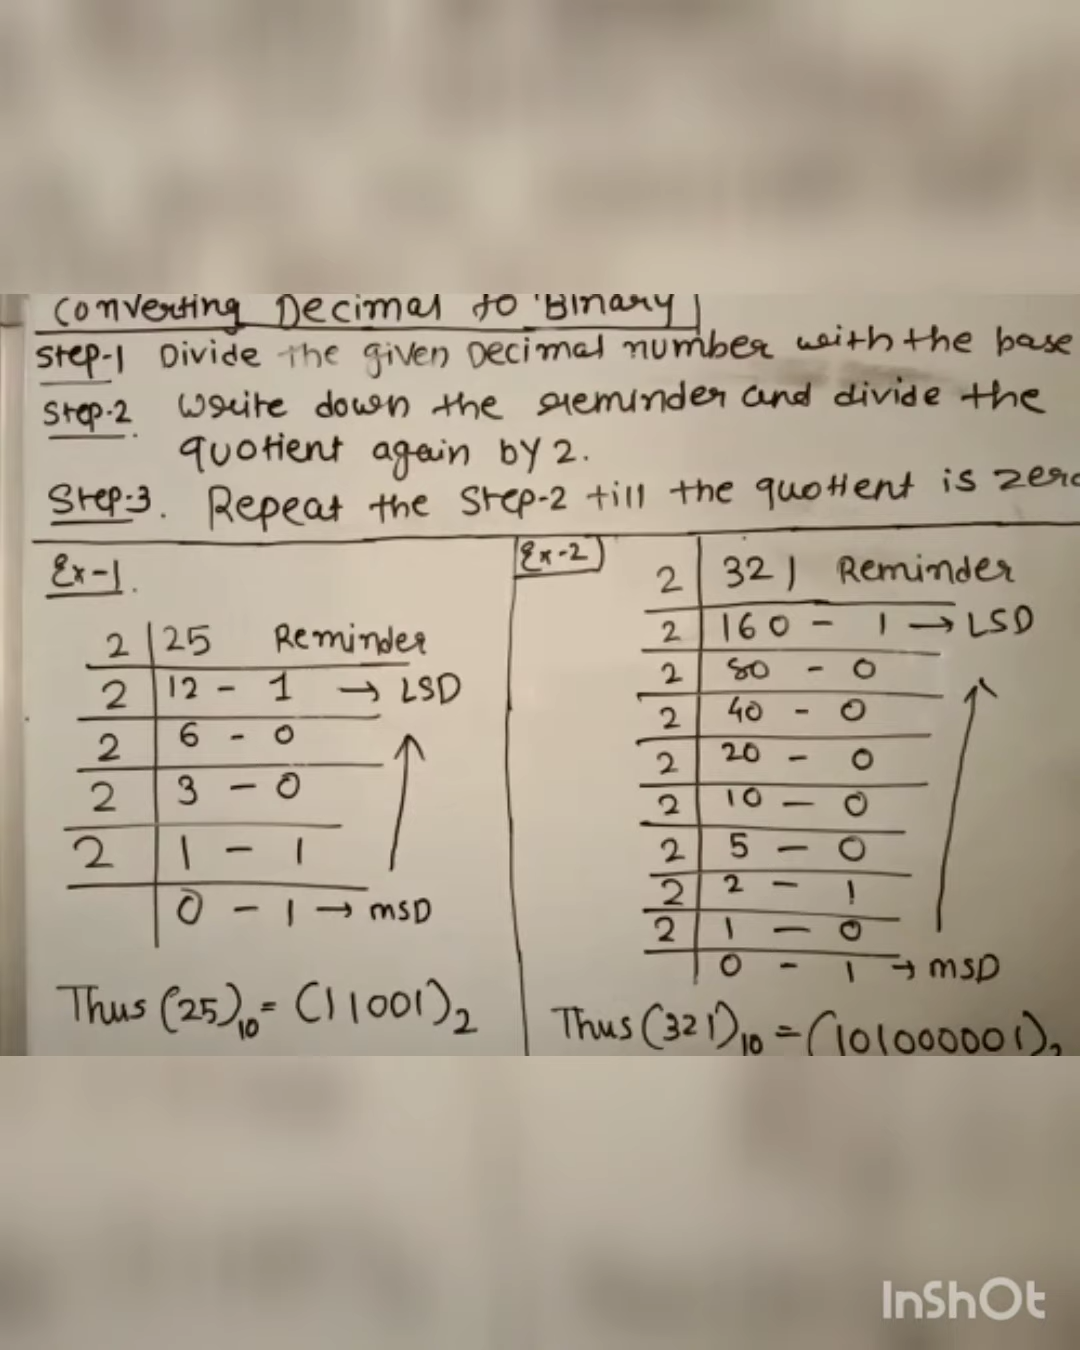 Converting Decimal to Binary
Step-1 Divide the given Decimal number with the base
Step-2 write down the reminder and divide the
quotient again by 2.
Step-3. Repeat the Step-2 till the quotient is zero
Ex-1.
2 25 Reminder
2 12 - 1 → LSD
2 6 - 0
2 3 - 0
2 1 - 1
0 - 1 → MSD
Thus (25)10 = (11001)2
Ex-2)
2 321 Reminder
2 160 - 1 → LSD
2 80 - 0
2 40 - 0
2 20 - 0
2 10 - 0
2 5 - 0
2 2 - 1
2 1 - 0
0 - 1 → MSD
Thus (321)10 = (101000001)2
InShOt